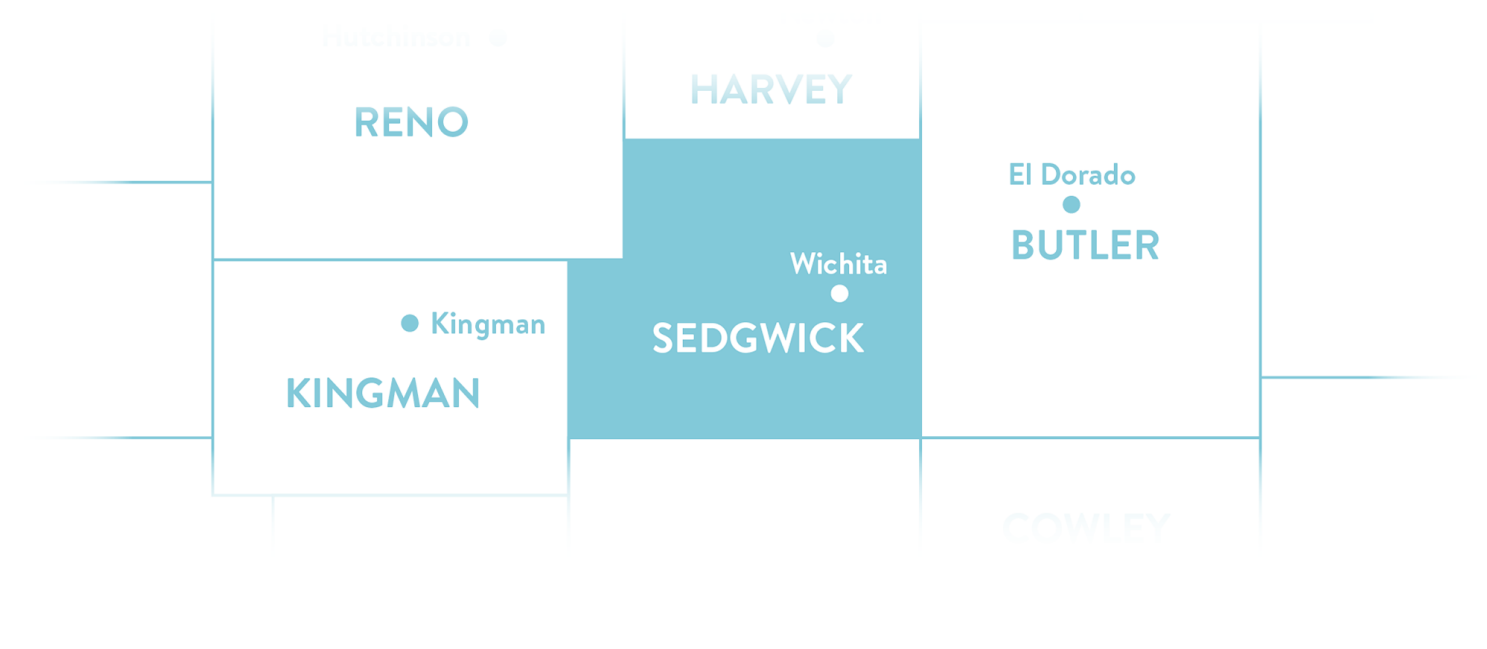 Hutchinson
HARVEY
RENO
El Dorado
BUTLER
Wichita
SEDGWICK
Kingman
KINGMAN
COWLEY